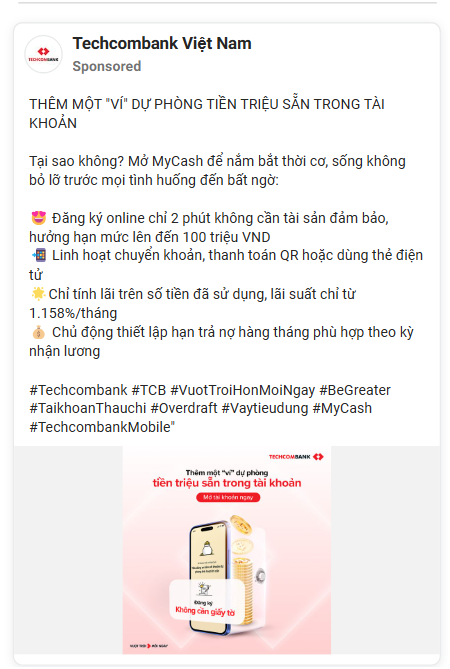 Techcombank Việt Nam
Sponsored
TECHCOMBANK
THÊM MỘT "VÍ" DỰ PHÒNG TIỀN TRIỆU SẴN TRONG TÀI
KHOẢN
Tại sao không? Mở MyCash để nắm bắt thời cơ, sống không
bỏ lỡ trước mọi tình huống đến bất ngờ:
😍 Đăng ký online chỉ 2 phút không cần tài sản đảm bảo,
hưởng hạn mức lên đến 100 triệu VND
📲 Linh hoạt chuyển khoản, thanh toán QR hoặc dùng thẻ điện
tử
🌟 Chỉ tính lãi trên số tiền đã sử dụng, lãi suất chỉ từ
1.158%/tháng
💰 Chủ động thiết lập hạn trả nợ hàng tháng phù hợp theo kỳ
nhận lương
#Techcombank #TCB #VuotTroiHonMoiNgay #BeGreater
#TaikhoanThauchi #Overdraft #Vaytieudung #MyCash
#TechcombankMobile"
TECHCOMBANK
Thêm một "ví" dự phòng
tiền triệu sẵn trong tài khoản
Mở tài khoản ngay
Đăng ký
Không cần giấy tờ
VƯỢT TRỘI MỖI NGÀY